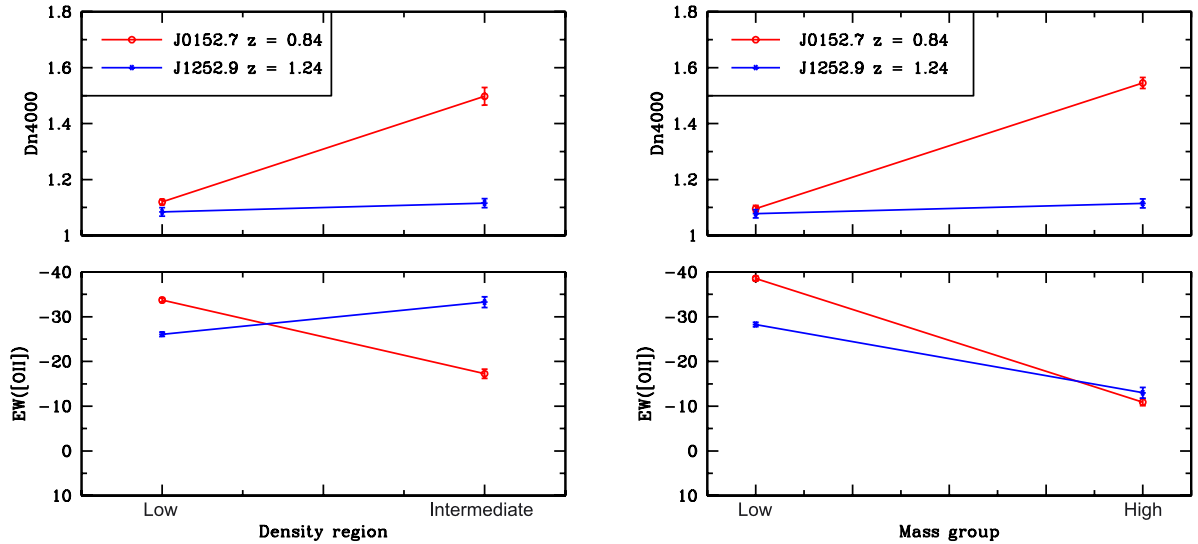 1.8
1.6
1.4
1.2
1
Dn4000
J0152.7 z = 0.84
J1252.9 z = 1.24
-40
-30
-20
-10
0
10
EW([OII])
Low
Intermediate
Density region
1.8
1.6
1.4
1.2
1
Dn4000
J0152.7 z = 0.84
J1252.9 z = 1.24
-40
-30
-20
-10
0
10
EW([OII])
Low
High
Mass group